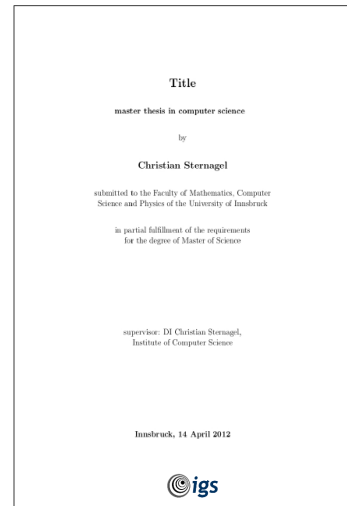 Title
master thesis in computer science
by
Christian Sternagel
submitted to the Faculty of Mathematics, Computer
Science and Physics of the University of Innsbruck
in partial fulfillment of the requirements
for the degree of Master of Science
supervisor: DI Christian Sternagel,
Institute of Computer Science
Innsbruck, 14 April 2012
igs